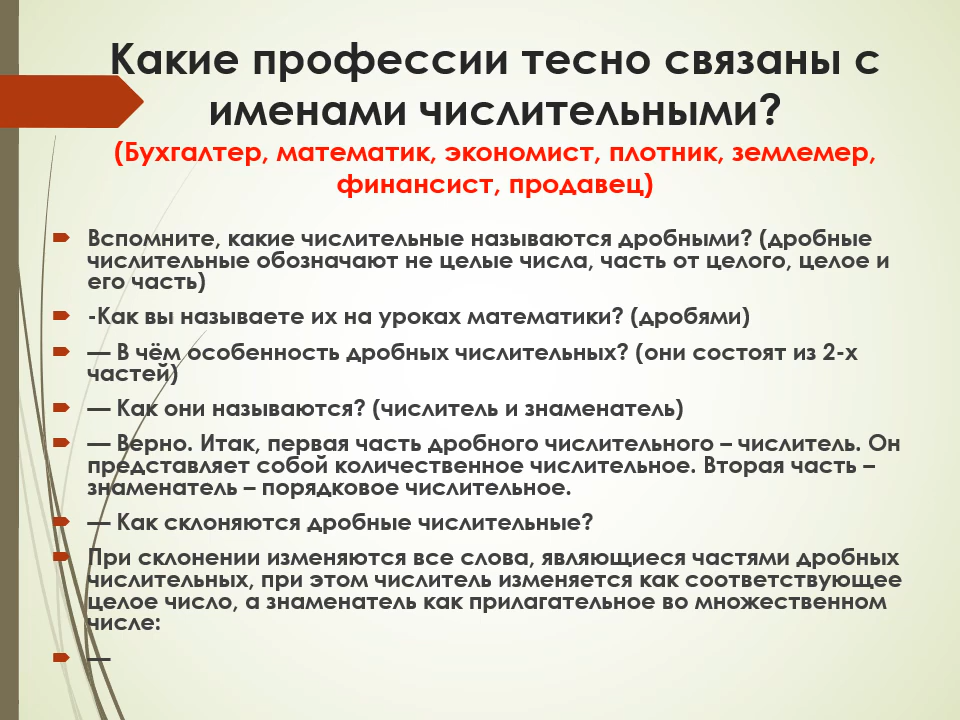 Какие профессии тесно связаны с
именами числительными?
(Бухгалтер, математик, экономист, плотник, землемер,
финансист, продавец)
Вспомните, какие числительные называются дробными? (дробные
числительные обозначают не целые числа, часть от целого, целое и
его часть)
-Как вы называете их на уроках математики? (дробями)
— В чём особенность дробных числительных? (они состоят из 2-х
частей)
— Как они называются? (числитель и знаменатель)
— Верно. Итак, первая часть дробного числительного – числитель. Он
представляет собой количественное числительное. Вторая часть –
знаменатель – порядковое числительное.
— Как склоняются дробные числительные?
При склонении изменяются все слова, являющиеся частями дробных
числительных, при этом числитель изменяется как соответствующее
целое число, а знаменатель как прилагательное во множественном
числе:
—